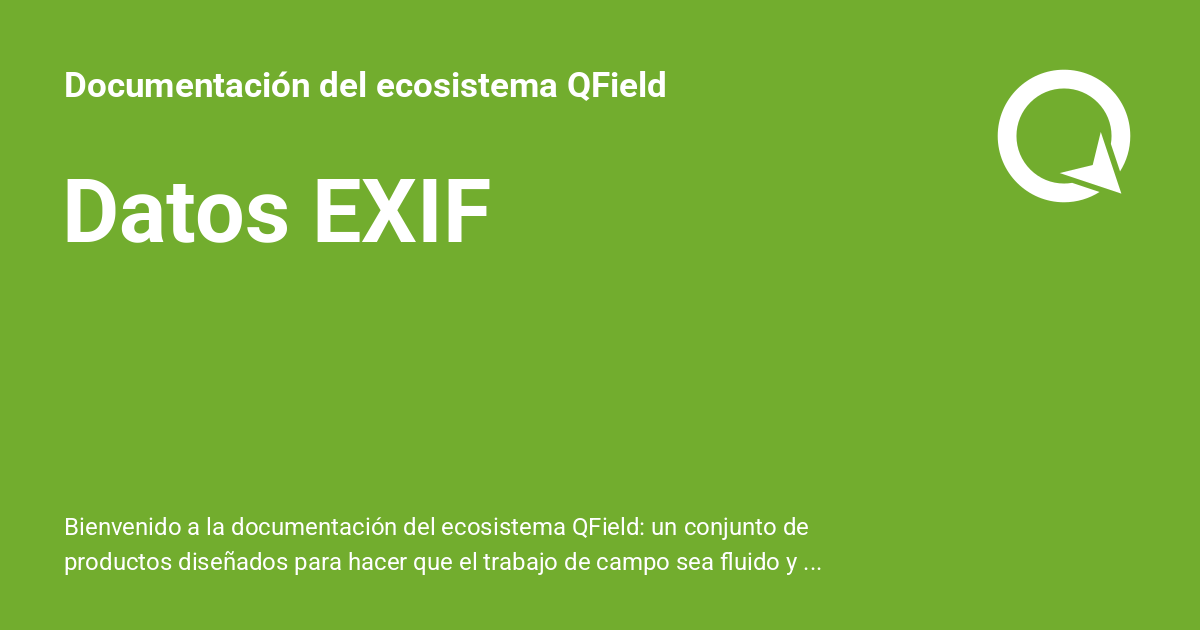 Documentación del ecosistema QField
Datos EXIF
Bienvenido a la documentación del ecosistema QField: un conjunto de
productos diseñados para hacer que el trabajo de campo sea fluido y ...